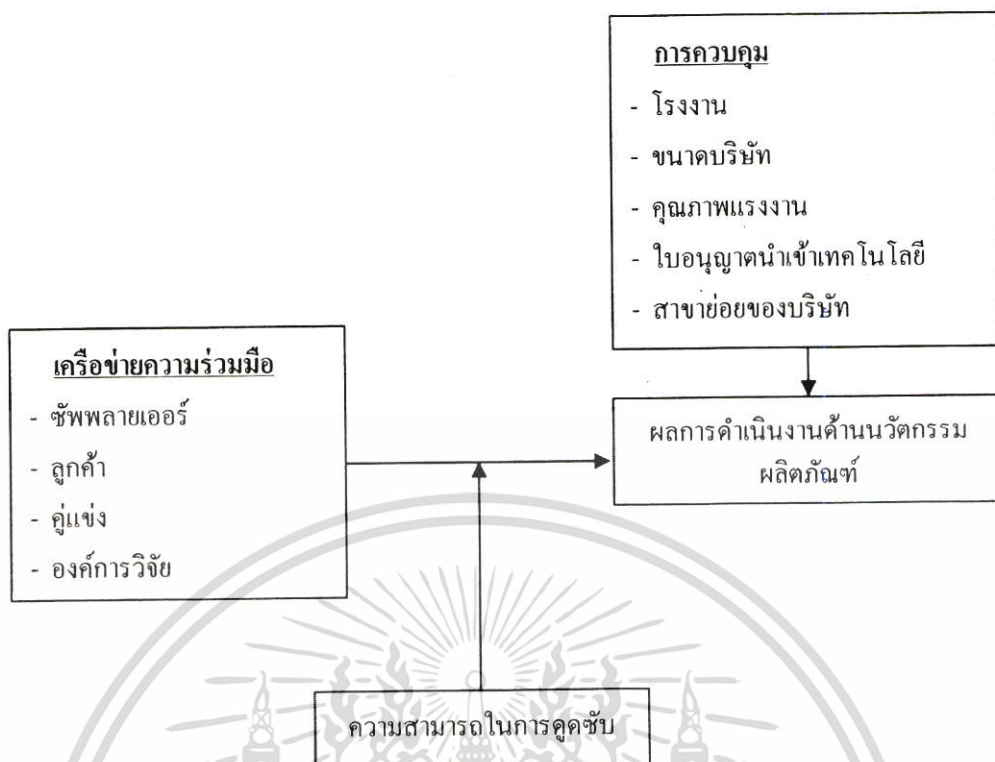 การควบคุม
- โรงงาน
- ขนาดบริษัท
- คุณภาพแรงงาน
- ใบอนุญาตนำเข้าเทคโนโลยี
- สาขาย่อยของบริษัท
เครือข่ายความร่วมมือ
- ซัพพลายเออร์
- ลูกค้า
- คู่แข่ง
- องค์การวิจัย
ผลการดำเนินงานด้านนวัตกรรม
ผลิตภัณฑ์
ความสามารถในการดูดซับ